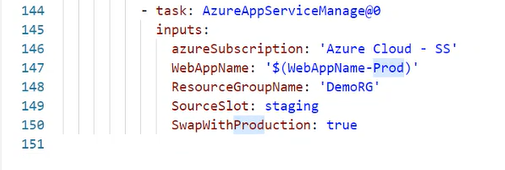 144 - task: AzureAppServiceManage@0
145 inputs:
146 azureSubscription: 'Azure Cloud - SS'
147 WebAppName: '$(WebAppName-Prod)'
148 ResourceGroupName: 'DemoRG'
149 SourceSlot: staging
150 SwapWithProduction: true
151